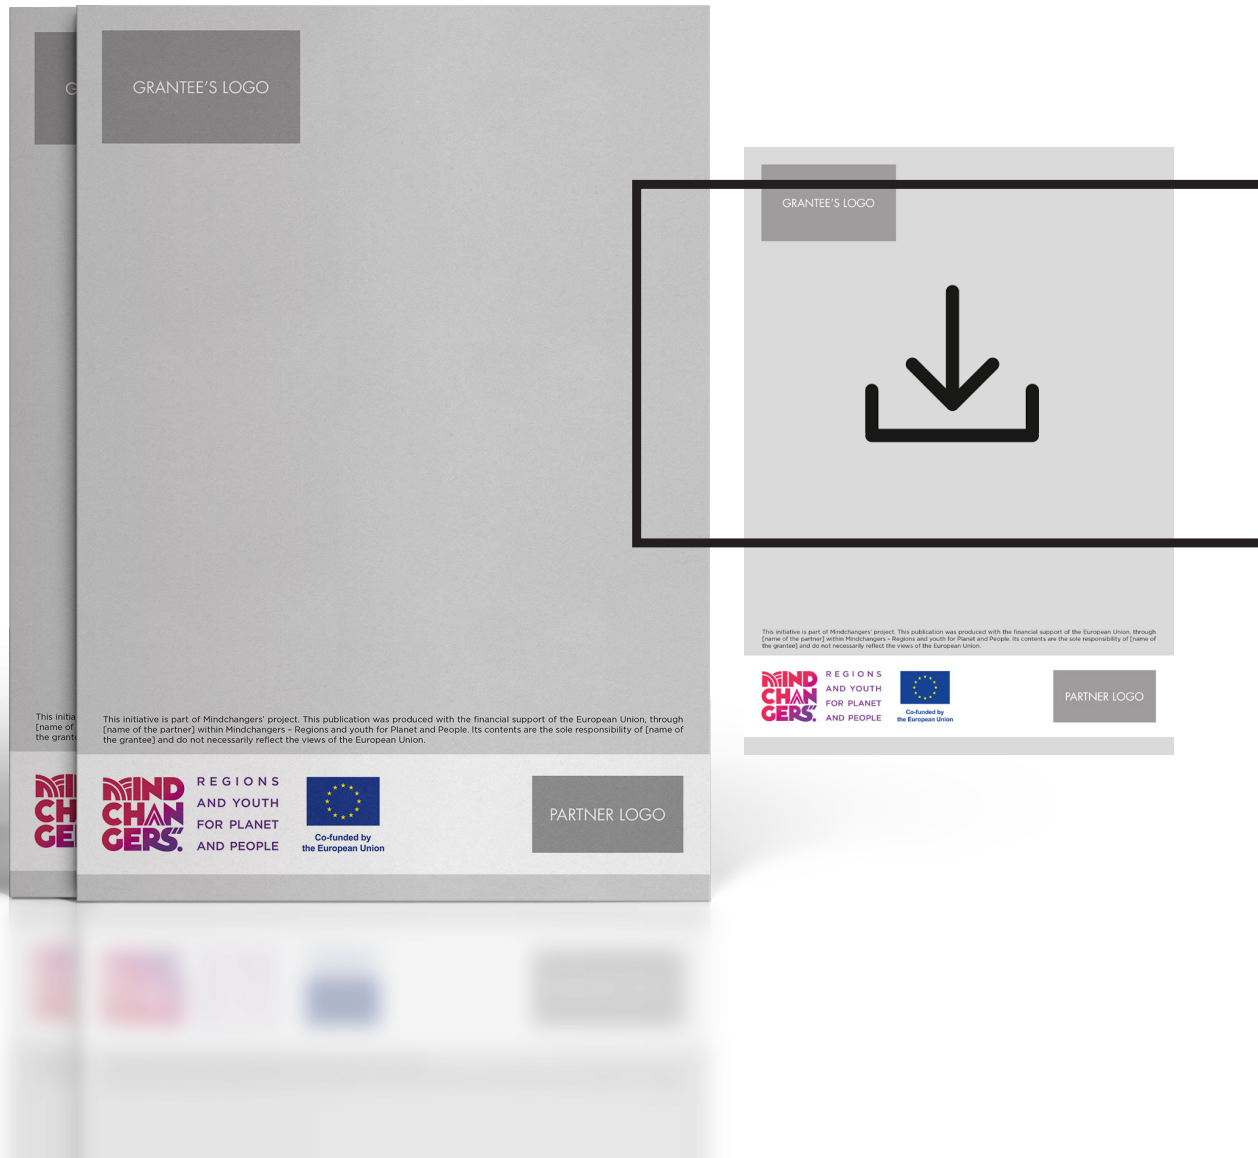 G
GRANTEE'S LOGO
GRANTEE'S LOGO
This initia
[name of
the grant
This initiative is part of Mindchangers' project. This publication was produced with the financial support of the European Union, through
[name of the partner] within Mindchangers – Regions and youth for Planet and People. Its contents are the sole responsibility of [name of
the grantee] and do not necessarily reflect the views of the European Union.
MIND
CHAN
GERS.
REGIONS
AND YOUTH
FOR PLANET
AND PEOPLE
Co-funded by
the European Union
PARTNER LOGO
This initiative is part of Mindchangers' project. This publication was produced with the financial support of the European Union, through
[name of the partner] within Mindchangers – Regions and youth for Planet and People. Its contents are the sole responsibility of [name of
the grantee] and do not necessarily reflect the views of the European Union.
MIND
CHAN
GERS.
REGIONS
AND YOUTH
FOR PLANET
AND PEOPLE
Co-funded by
the European Union
PARTNER LOGO